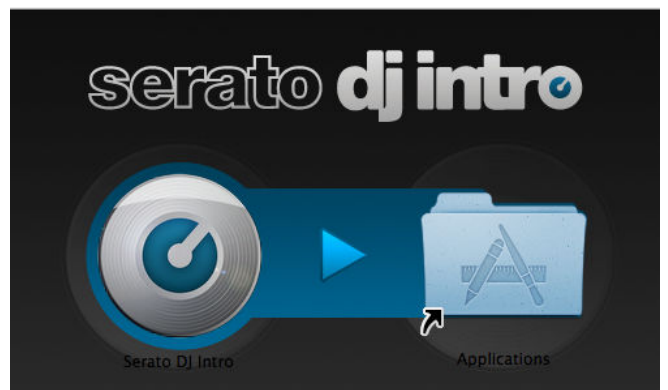 serato dj intro
Serato DJ Intro
Applications